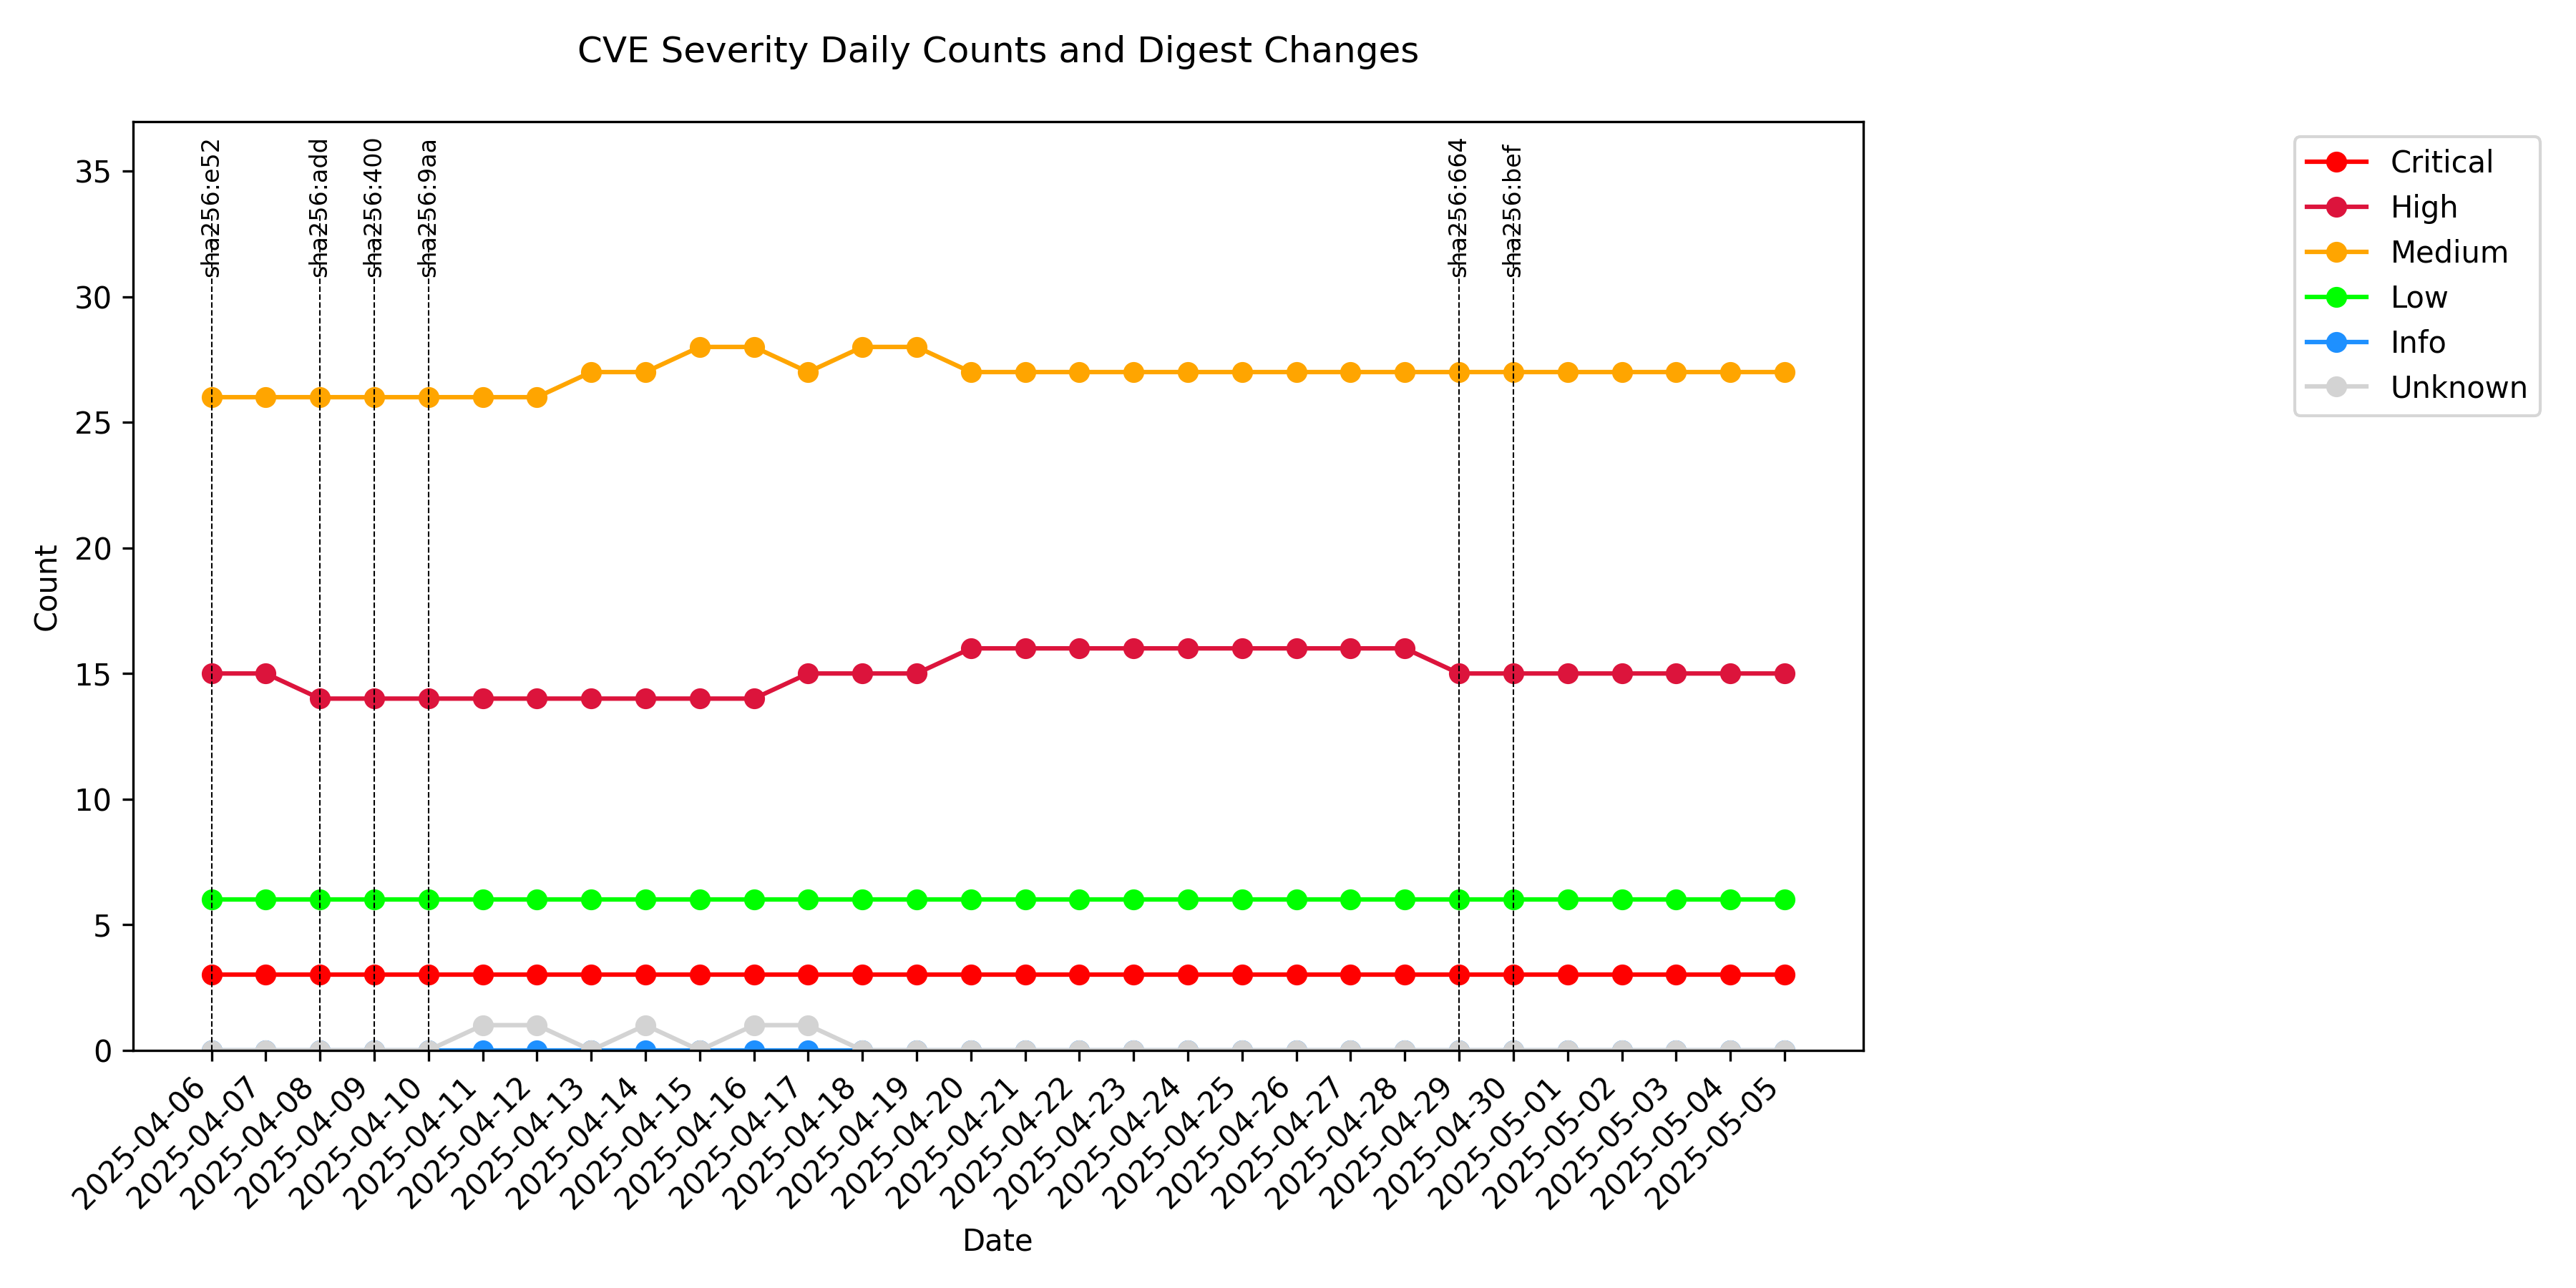 CVE Severity Daily Counts and Digest Changes
sha256:e52
sha256:add
sha256:400
sha256:9aa
sha256:664
sha256:bef
Critical
High
Medium
Low
Info
Unknown
35
30
25
20
15
10
5
0
Count
2025-04-06
2025-04-07
2025-04-08
2025-04-09
2025-04-10
2025-04-11
2025-04-12
2025-04-13
2025-04-14
2025-04-15
2025-04-16
2025-04-17
2025-04-18
2025-04-19
2025-04-20
2025-04-21
2025-04-22
2025-04-23
2025-04-24
2025-04-25
2025-04-26
2025-04-27
2025-04-28
2025-04-29
2025-04-30
2025-05-01
2025-05-02
2025-05-03
2025-05-04
2025-05-05
Date